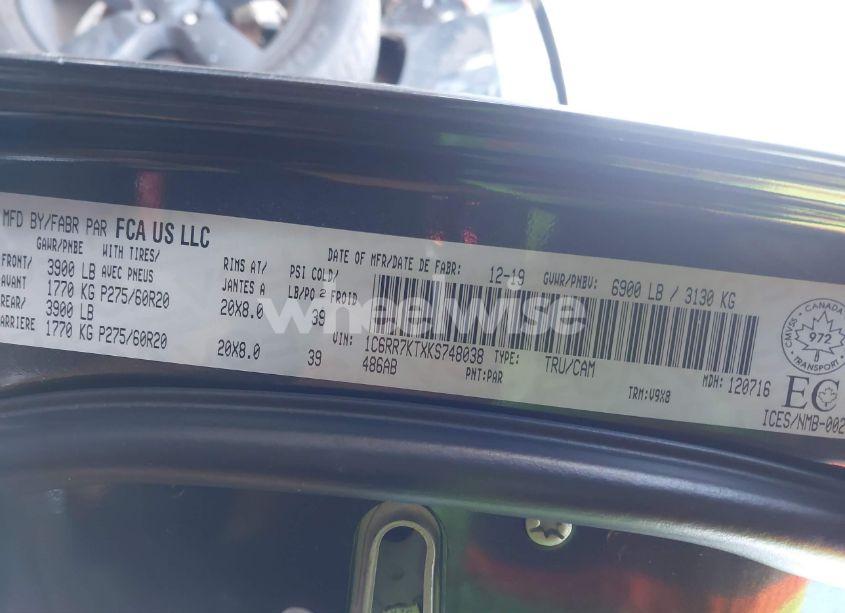 MFD BY/FABR PAR FCA US LLC
DATE OF MFR/DATE DE FABR: 12-19 GVWR/PNBV: 6900 LB / 3130 KG
GAWR/PNBE WITH TIRES/ RIMS AT/ PSI COLD/
AVEC PNEUS JANTES A LB/PO 2 FROID
FRONT/ 3900 LB
AVANT 1770 KG P275/60R20 20X8.0 39
REAR/ 3900 LB
ARRIERE 1770 KG P275/60R20 20X8.0 39
VIN: 1C6RR7KTXKS748038 TYPE: TRU/CAM
486AB PNT:PAR TRM:V9X8 MDH: 120716
CANADA
CMVSS 972
TRANSPORT
EC
ICES/NMB-002
wheelwise